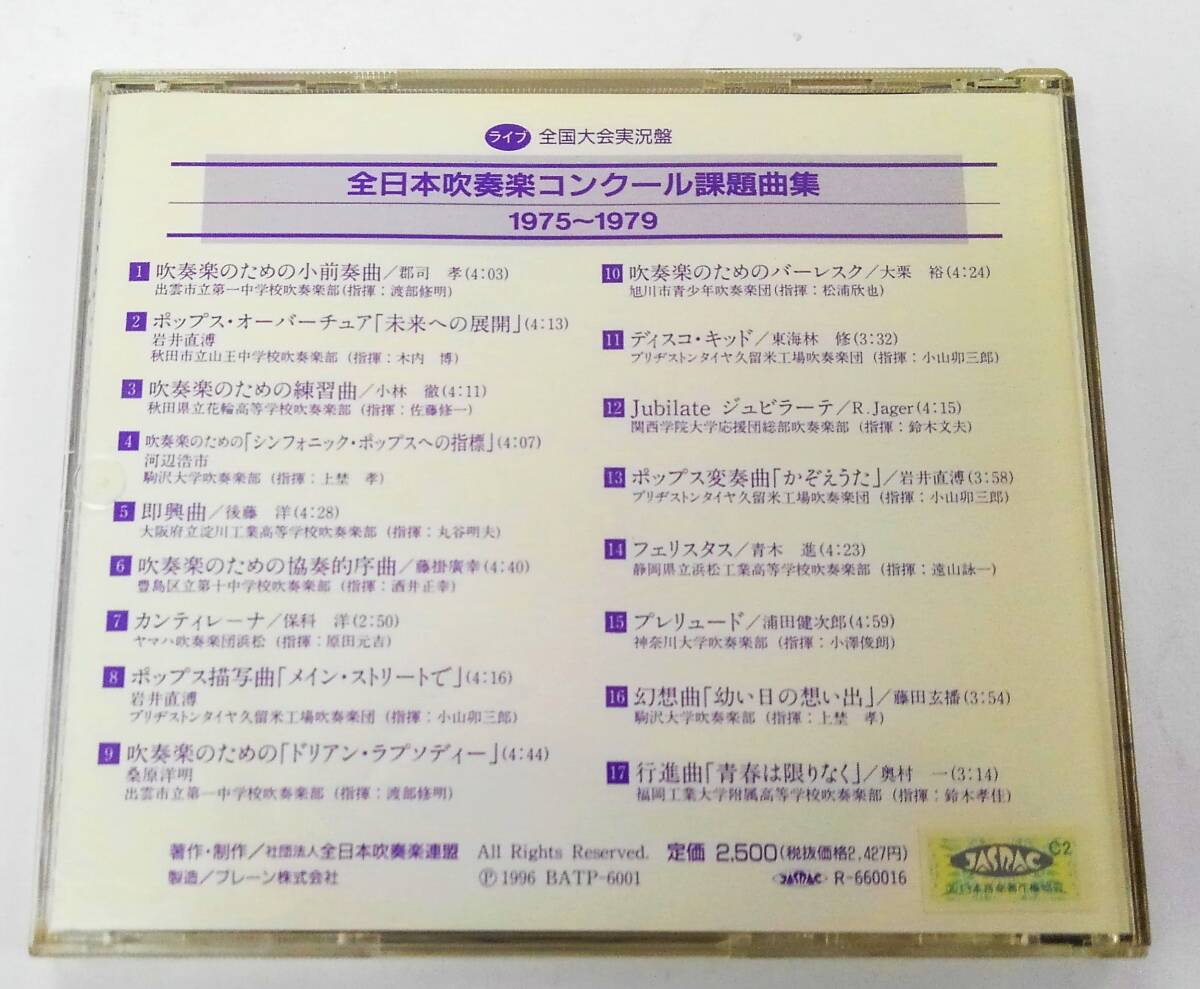 ライブ 全国大会実況盤
全日本吹奏楽コンクール課題曲集
1975〜1979
1 吹奏楽のための小前奏曲／郡司 孝(4:03)
出雲市立第一中学校吹奏楽部(指揮：渡部修明)
2 ポップス・オーバーチュア「未来への展開」(4:13)
岩井直溥
秋田市立山王中学校吹奏楽部 (指揮：木内 博)
3 吹奏楽のための練習曲／小林 徹(4:11)
秋田県立花輪高等学校吹奏楽部 (指揮：佐藤修一)
4 吹奏楽のための「シンフォニック・ポップスへの指標」(4:07)
河辺浩市
駒沢大学吹奏楽部 (指揮：上埜 孝)
5 即興曲／後藤 洋(4:28)
大阪府立淀川工業高等学校吹奏楽部 (指揮：丸谷明夫)
6 吹奏楽のための協奏的序曲／藤掛廣幸(4:40)
豊島区立第十中学校吹奏楽部 (指揮：酒井正幸)
7 カンティレーナ／保科 洋(2:50)
ヤマハ吹奏楽団浜松 (指揮：原田元吉)
8 ポップス描写曲「メイン・ストリートで」(4:16)
岩井直溥
ブリヂストンタイヤ久留米工場吹奏楽団 (指揮：小山卯三郎)
9 吹奏楽のための「ドリアン・ラプソディー」(4:44)
桑原洋明
出雲市立第一中学校吹奏楽部 (指揮：渡部修明)
10 吹奏楽のためのバーレスク／大栗 裕(4:24)
旭川市青少年吹奏楽団(指揮：松浦欣也)
11 ディスコ・キッド／東海林 修(3:32)
ブリヂストンタイヤ久留米工場吹奏楽団 (指揮：小山卯三郎)
12 Jubilate ジュビラーテ／R.Jager(4:15)
関西学院大学応援団総部吹奏楽部 (指揮：鈴木文夫)
13 ポップス変奏曲「かぞえうた」／岩井直溥(3:58)
ブリヂストンタイヤ久留米工場吹奏楽団 (指揮：小山卯三郎)
14 フェリスタス／青木 進(4:23)
静岡県立浜松工業高等学校吹奏楽部 (指揮：遠山詠一)
15 プレリュード／浦田健次郎(4:59)
神奈川大学吹奏楽部 (指揮：小澤俊朗)
16 幻想曲「幼い日の想い出」／藤田玄播(3:54)
駒沢大学吹奏楽部 (指揮：上埜 孝)
17 行進曲「青春は限りなく」／奥村 一(3:14)
福岡工業大学附属高等学校吹奏楽部 (指揮：鈴木孝佳)
著作・制作／社団法人全日本吹奏楽連盟 All Rights Reserved. 定価 2,500(税抜価格2,427円)
製造／ブレーン株式会社 Ⓟ 1996 BATP-6001 JASRAC R-660016
JASRAC C2